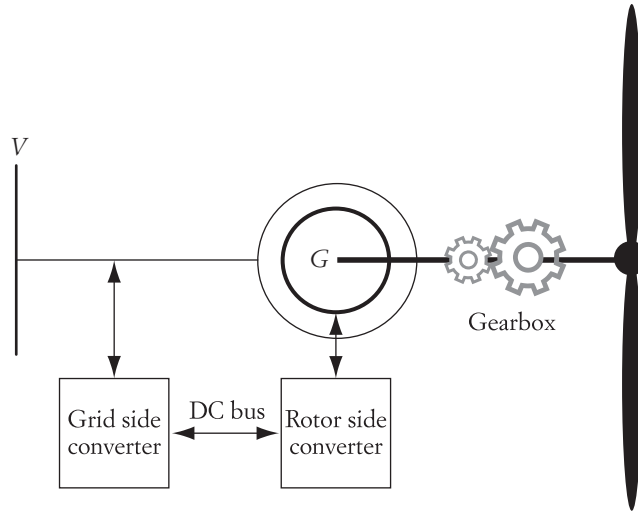 V
G
Gearbox
Grid side
converter
DC bus
Rotor side
converter